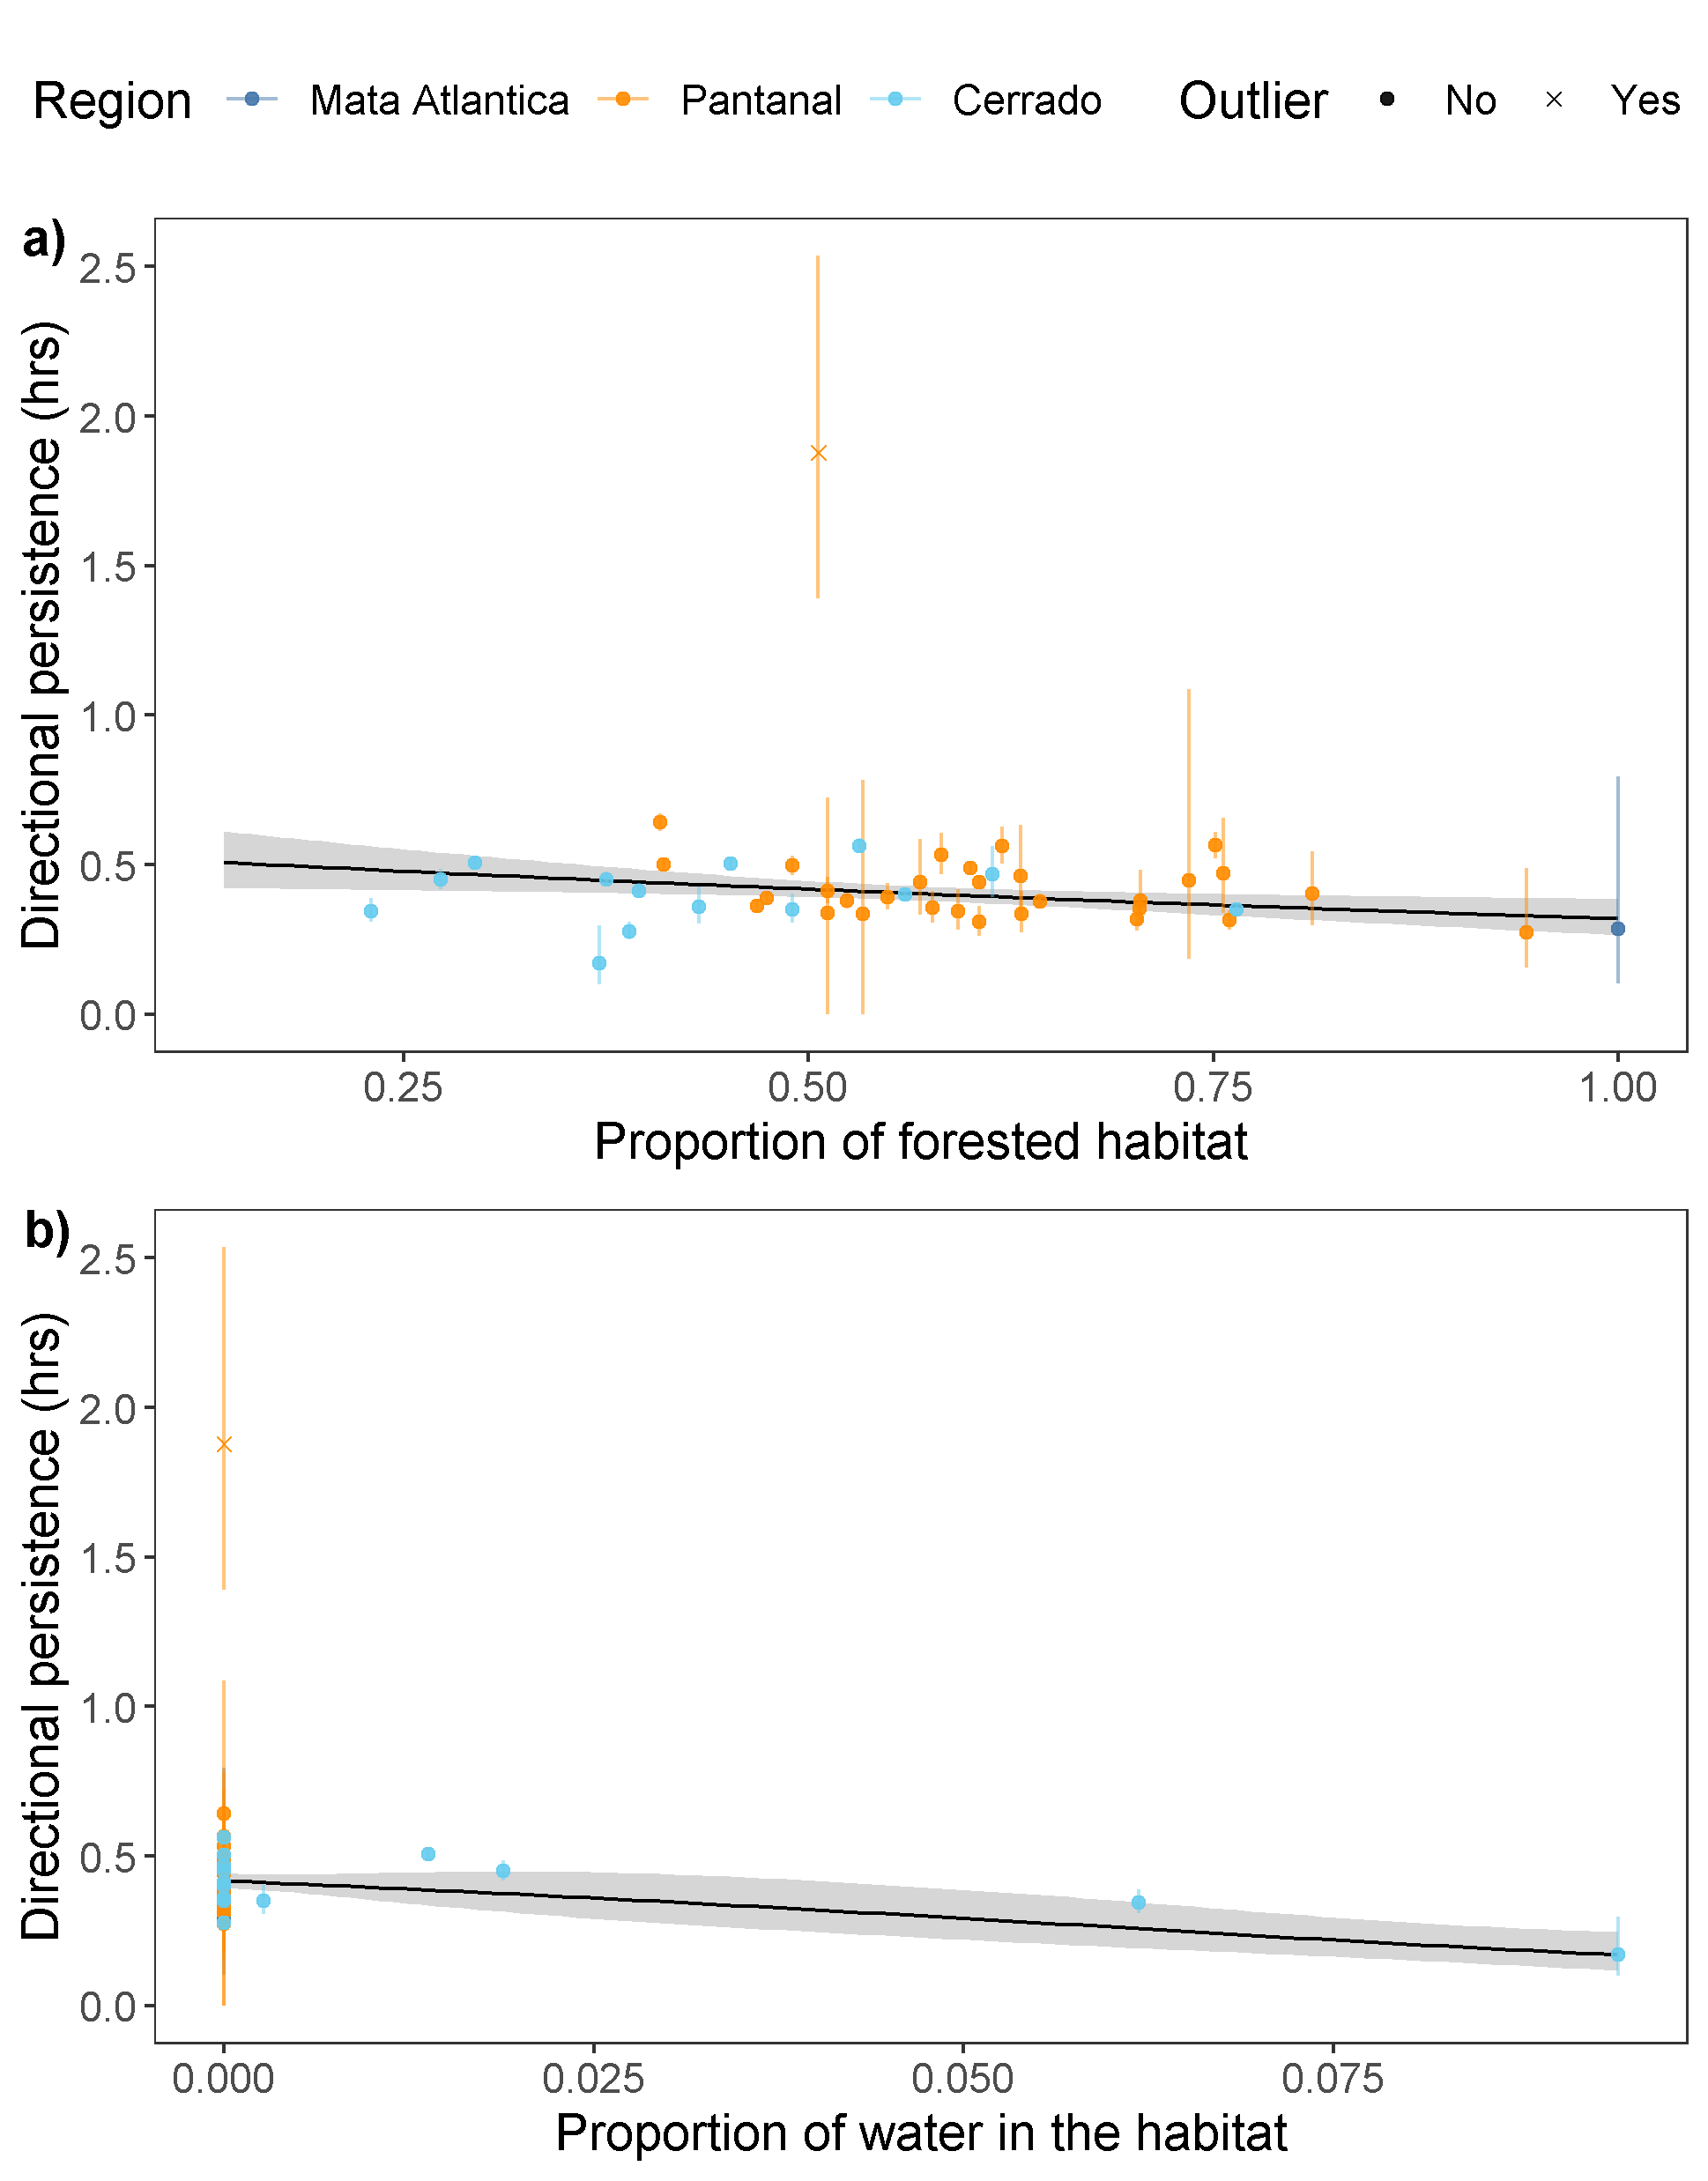 Region Mata Atlantica Pantanal Cerrado Outlier No Yes
a)
Directional persistence (hrs)
2.5
2.0
1.5
1.0
0.5
0.0
0.25 0.50 0.75 1.00
Proportion of forested habitat
b)
Directional persistence (hrs)
2.5
2.0
1.5
1.0
0.5
0.0
0.000 0.025 0.050 0.075
Proportion of water in the habitat